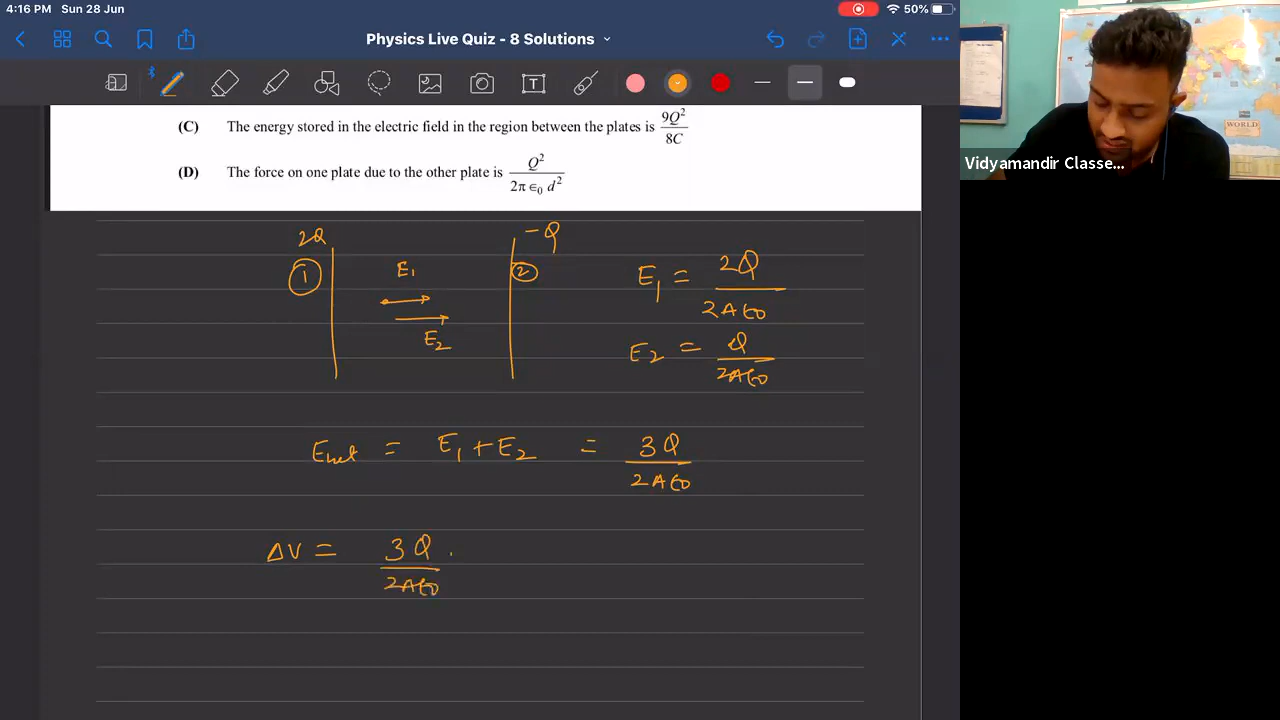 4:16 PM Sun 28 Jun
50%
Physics Live Quiz - 8 Solutions
(C) The energy stored in the electric field in the region between the plates is 9Q²/8C
(D) The force on one plate due to the other plate is Q²/2π∈₀ d²
2Q
-Q
① E₁ ②
E₂
E₁ = 2Q/2A∈₀
E₂ = Q/2A∈₀
Enet = E₁ + E₂ = 3Q/2A∈₀
ΔV = 3Q/2A∈₀ .
WORLD
Vidyamandir Classe...